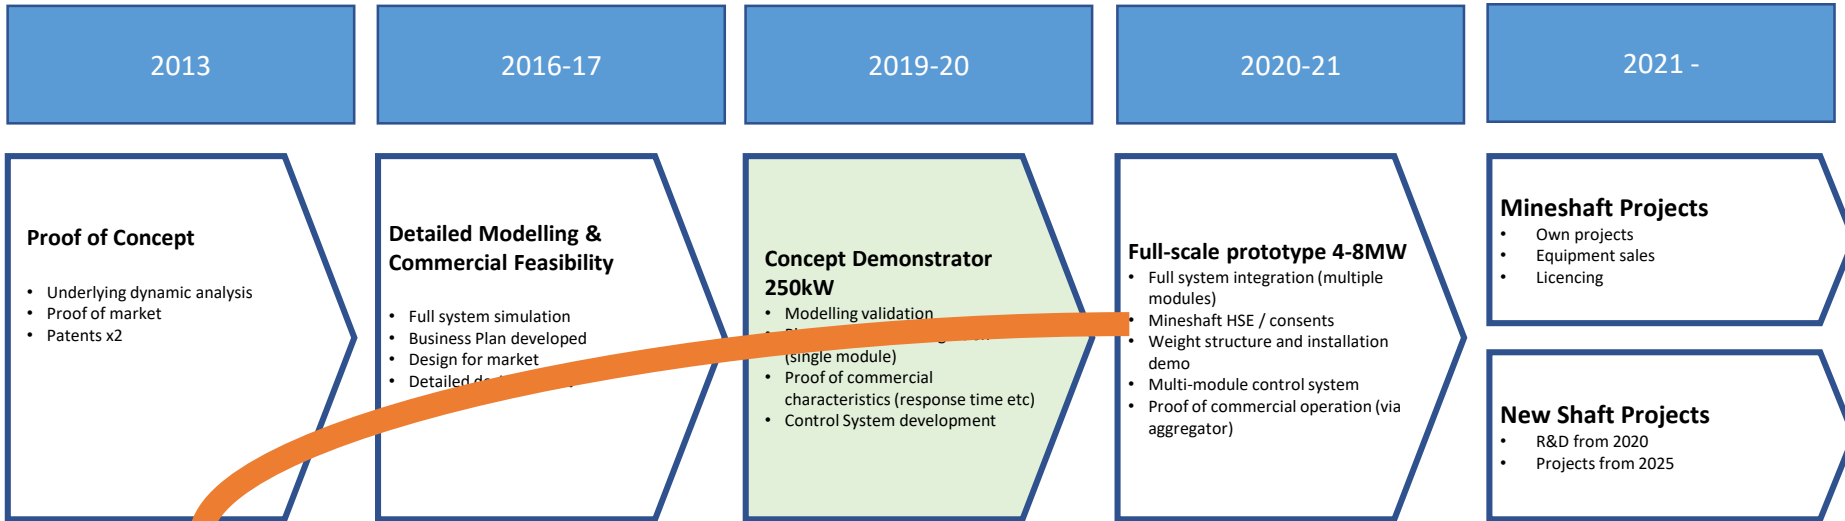 2013
2016-17
2019-20
2020-21
2021 -
Proof of Concept
• Underlying dynamic analysis
• Proof of market
• Patents x2
Detailed Modelling &
Commercial Feasibility
• Full system simulation
• Business Plan developed
• Design for market
• Detailed
Concept Demonstrator
250kW
• Modelling validation
(single module)
• Proof of commercial
characteristics (response time etc)
• Control System development
Full-scale prototype 4-8MW
• Full system integration (multiple
modules)
• Mineshaft HSE / consents
• Weight structure and installation
demo
• Multi-module control system
• Proof of commercial operation (via
aggregator)
Mineshaft Projects
• Own projects
• Equipment sales
• Licencing
New Shaft Projects
• R&D from 2020
• Projects from 2025